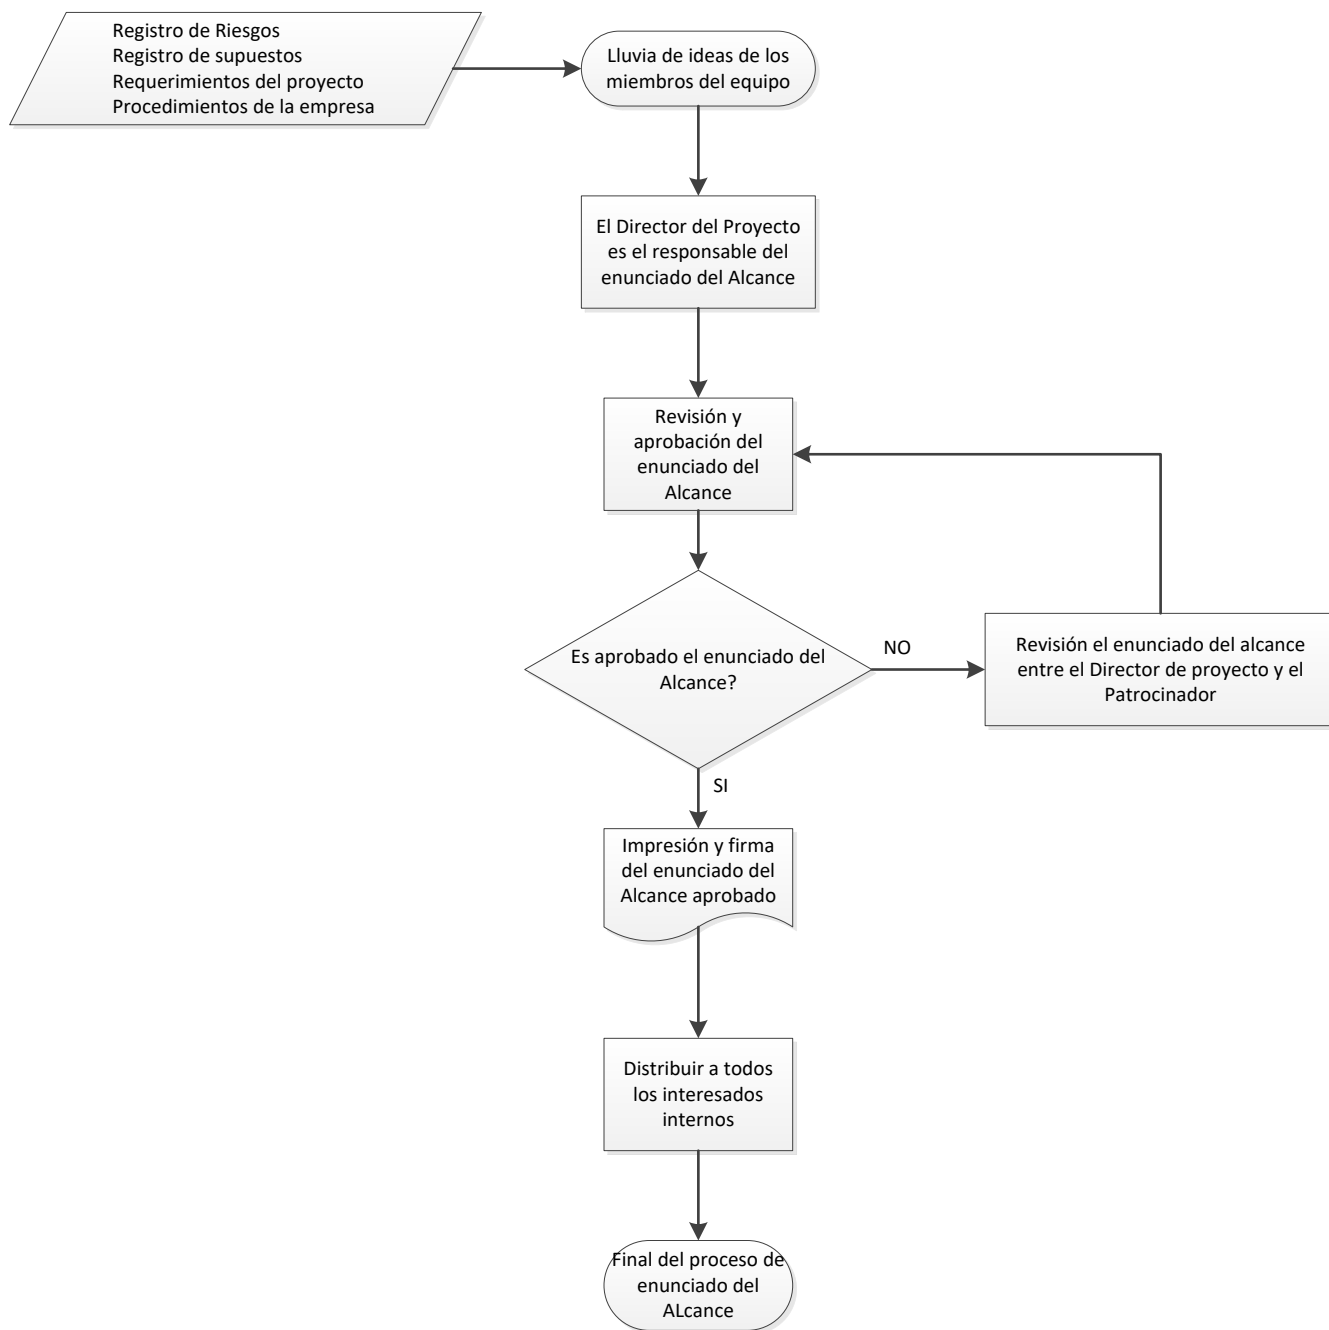 Registro de Riesgos
Registro de supuestos
Requerimientos del proyecto
Procedimientos de la empresa
Lluvia de ideas de los
miembros del equipo
El Director del Proyecto
es el responsable del
enunciado del Alcance
Revisión y
aprobación del
enunciado del
Alcance
Es aprobado el enunciado del
Alcance?
NO
Revisión el enunciado del alcance
entre el Director de proyecto y el
Patrocinador
SI
Impresión y firma
del enunciado del
Alcance aprobado
Distribuir a todos
los interesados
internos
Final del proceso de
enunciado del
ALcance